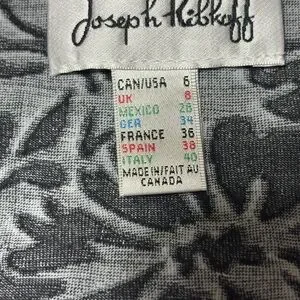 Joseph Ribkoff
CAN/USA 6
UK 8
MEXICO 28
GER 34
FRANCE 36
SPAIN 38
ITALY 40
MADE IN/FAIT AU
CANADA